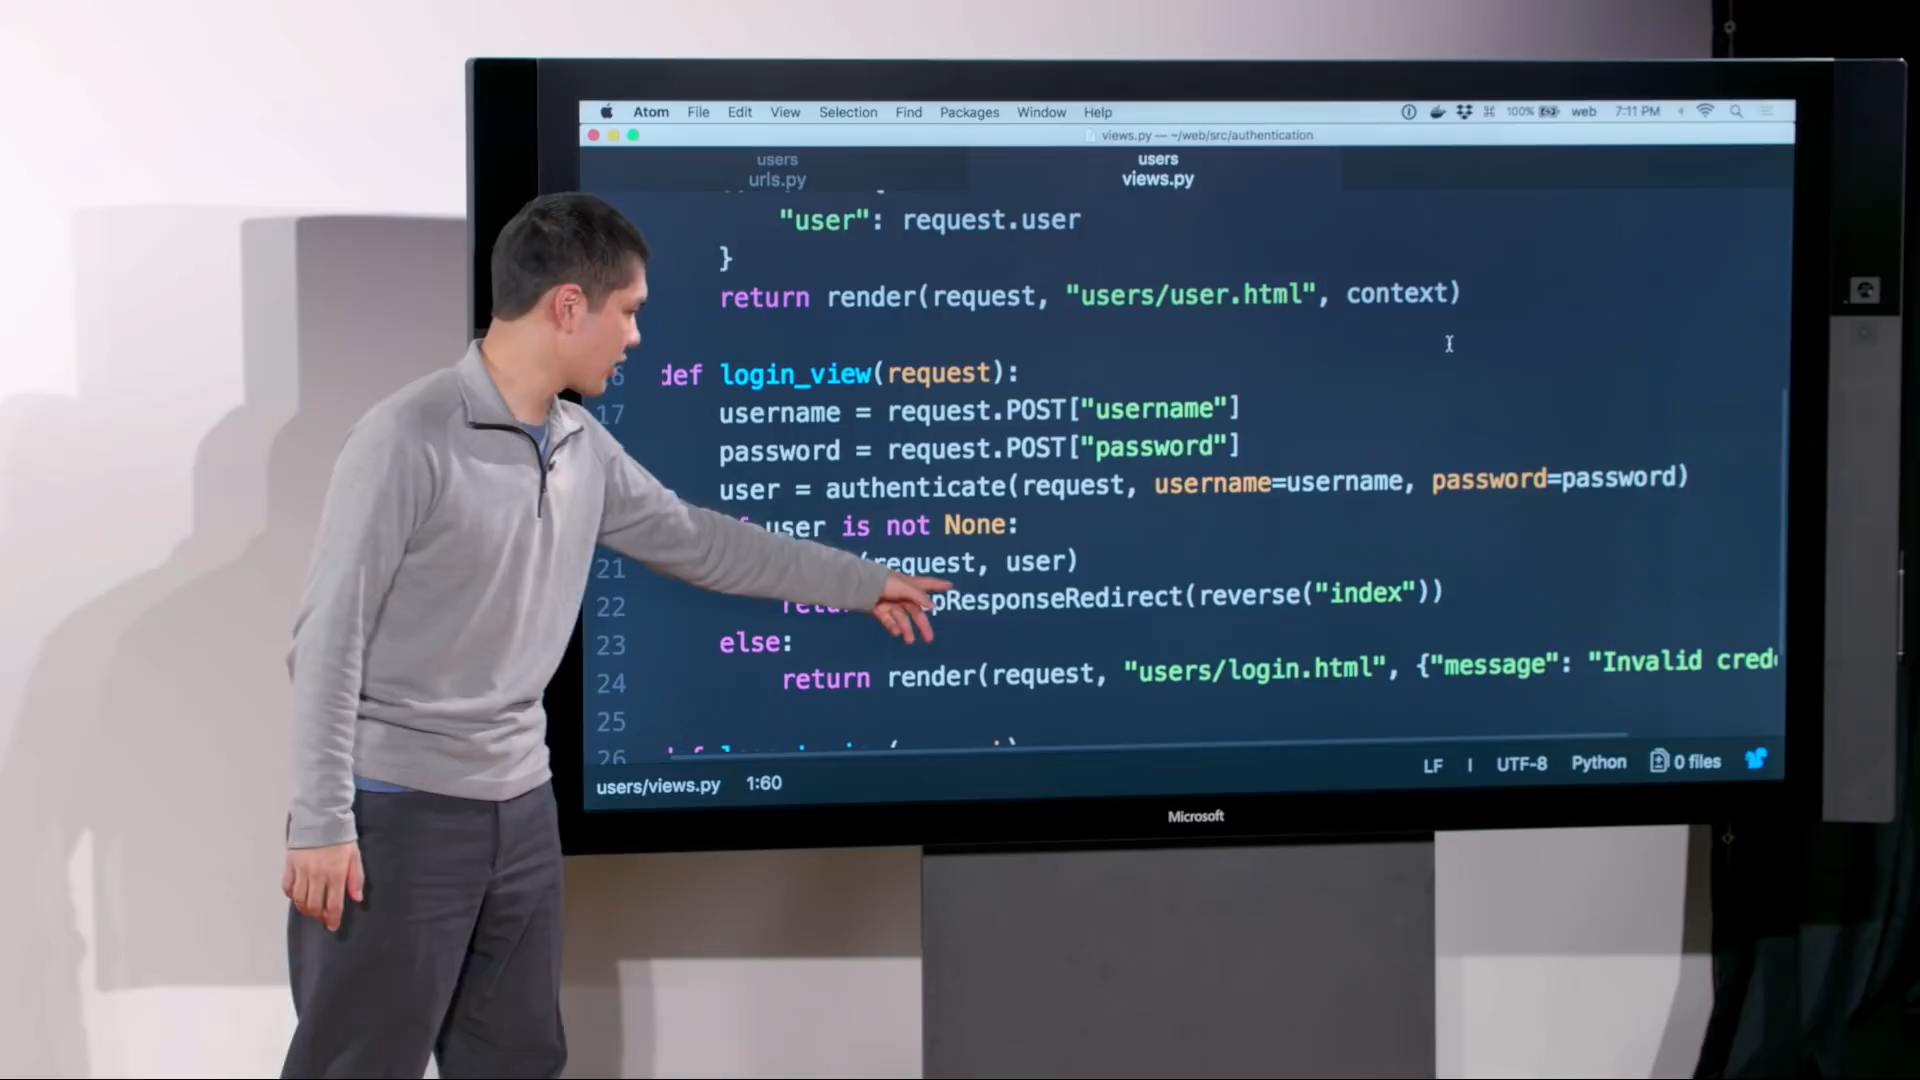 Atom File Edit View Selection Find Packages Window Help 100% web 7:11 PM
views.py — ~/web/src/authentication
users
urls.py
users
views.py
"user": request.user
}
return render(request, "users/user.html", context)
def login_view(request):
17 username = request.POST["username"]
password = request.POST["password"]
user = authenticate(request, username=username, password=password)
user is not None:
21 request, user)
22 pResponseRedirect(reverse("index"))
23 else:
24 return render(request, "users/login.html", {"message": "Invalid cred
25
26
users/views.py 1:60 LF UTF-8 Python 0 files
Microsoft